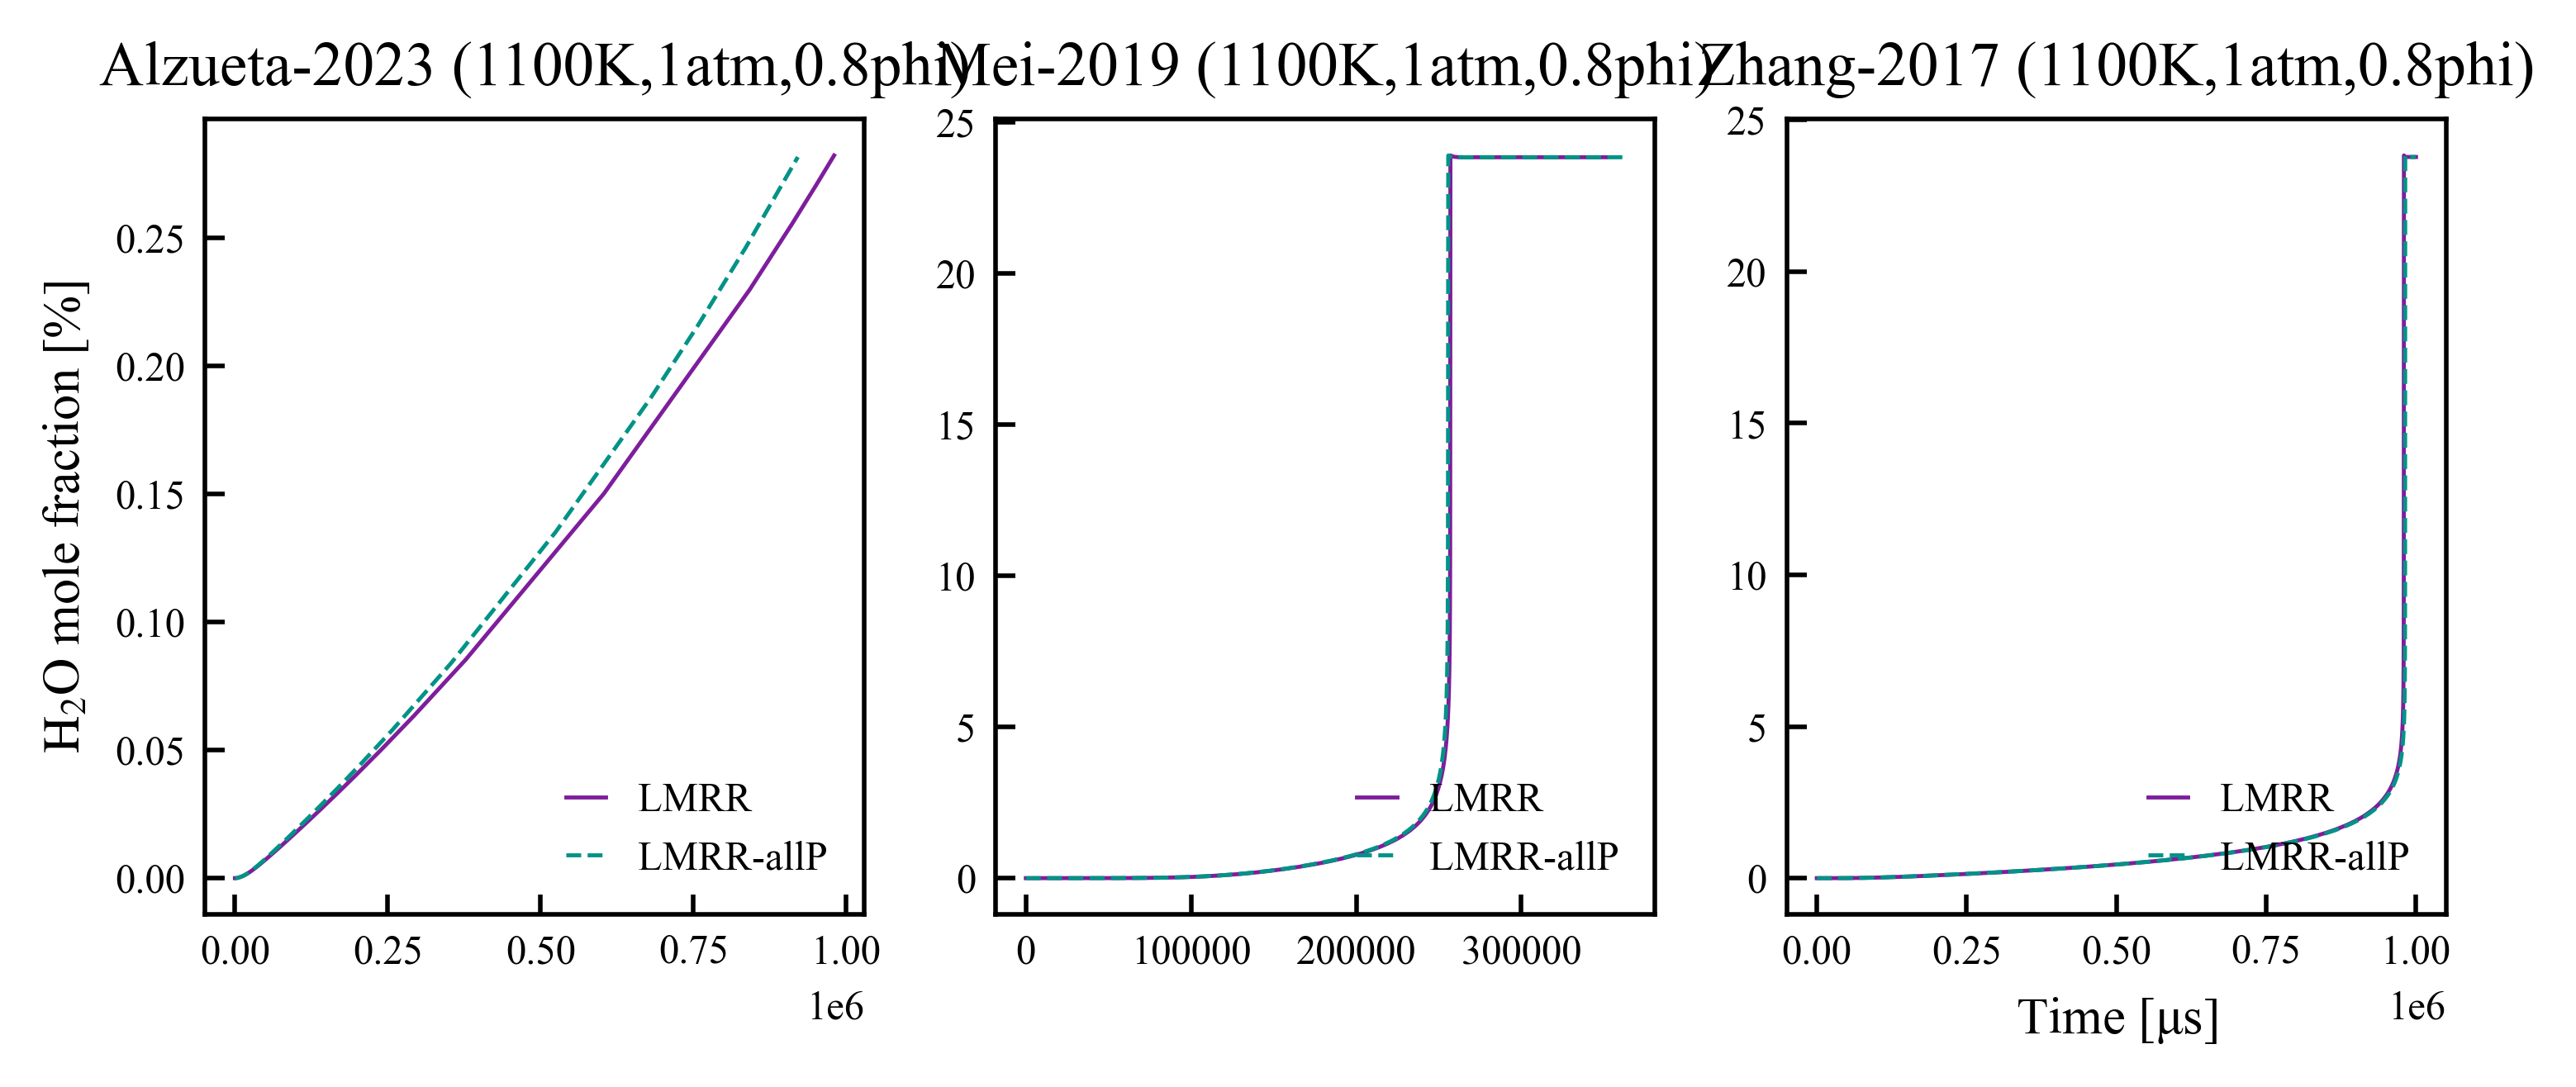 Alzueta-2023 (1100K,1atm,0.8phi)
Mei-2019 (1100K,1atm,0.8phi)
Zhang-2017 (1100K,1atm,0.8phi)
H₂O mole fraction [%]
0.25
0.20
0.15
0.10
0.05
0.00
LMRR
LMRR-allP
0.00 0.25 0.50 0.75 1.00
1e6
25
20
15
10
5
0
LMRR
LMRR-allP
0 100000 200000 300000
25
20
15
10
5
0
LMRR
LMRR-allP
0.00 0.25 0.50 0.75 1.00
1e6
Time [μs]